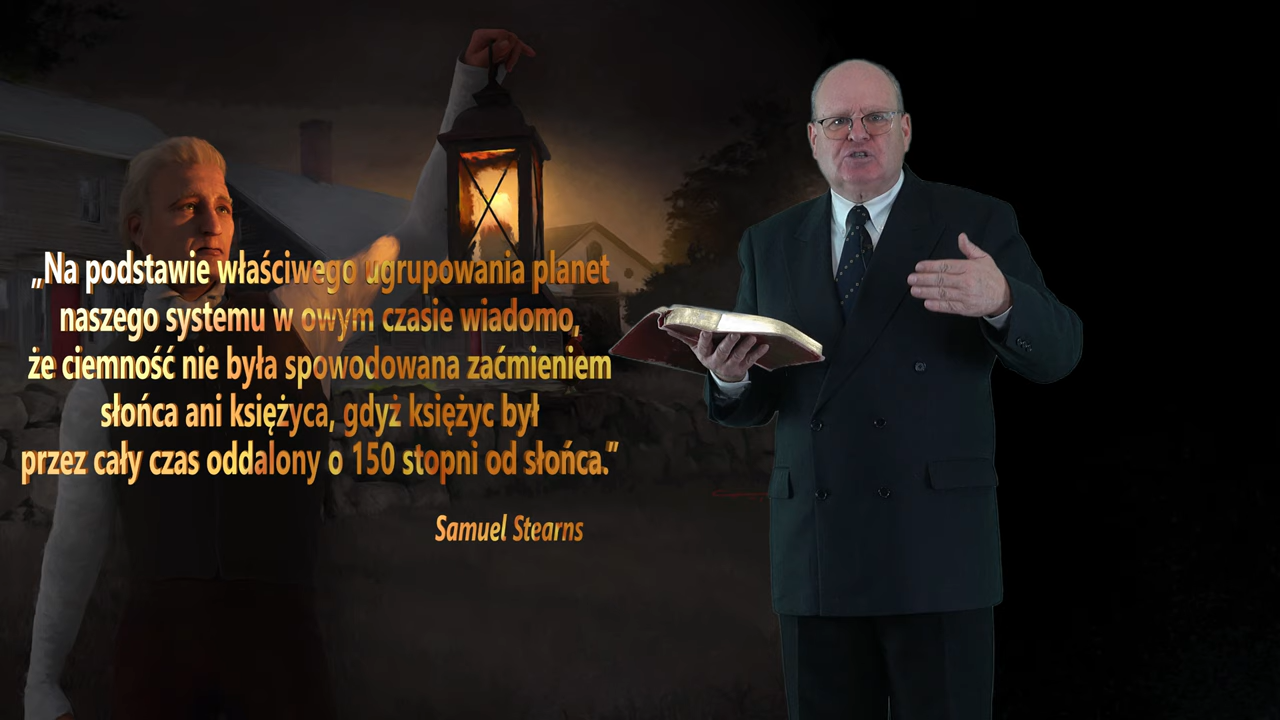 „Na podstawie właściwego ugrupowania planet
naszego systemu w owym czasie wiadomo,
że ciemność nie była spowodowana zaćmieniem
słońca ani księżyca, gdyż księżyc był
przez cały czas oddalony o 150 stopni od słońca.”
Samuel Stearns